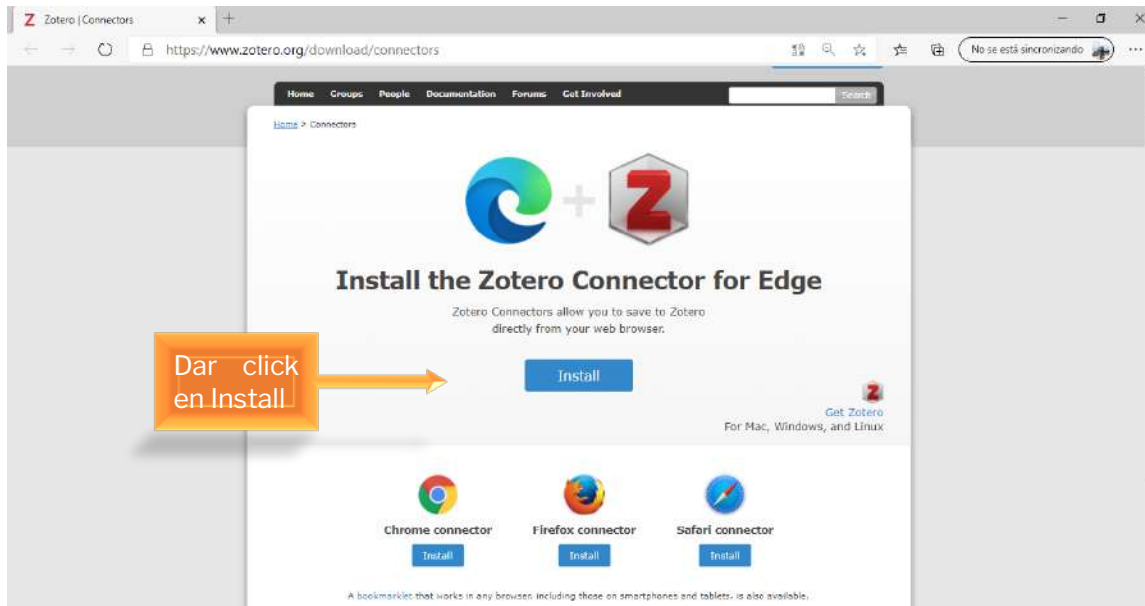 Z Zotero | Connectors
https://www.zotero.org/download/connectors
No se está sincronizando
Home Groups People Documentation Forums Get Involved
Search
Home > Connectors
Z
Install the Zotero Connector for Edge
Zotero Connectors allow you to save to Zotero
directly from your web browser.
Dar click
en Install
Install
Z
Get Zotero
For Mac, Windows, and Linux
Chrome connector Firefox connector Safari connector
Install Install Install
A bookmarklet that works in any browser, including those on smartphones and tablets, is also available.